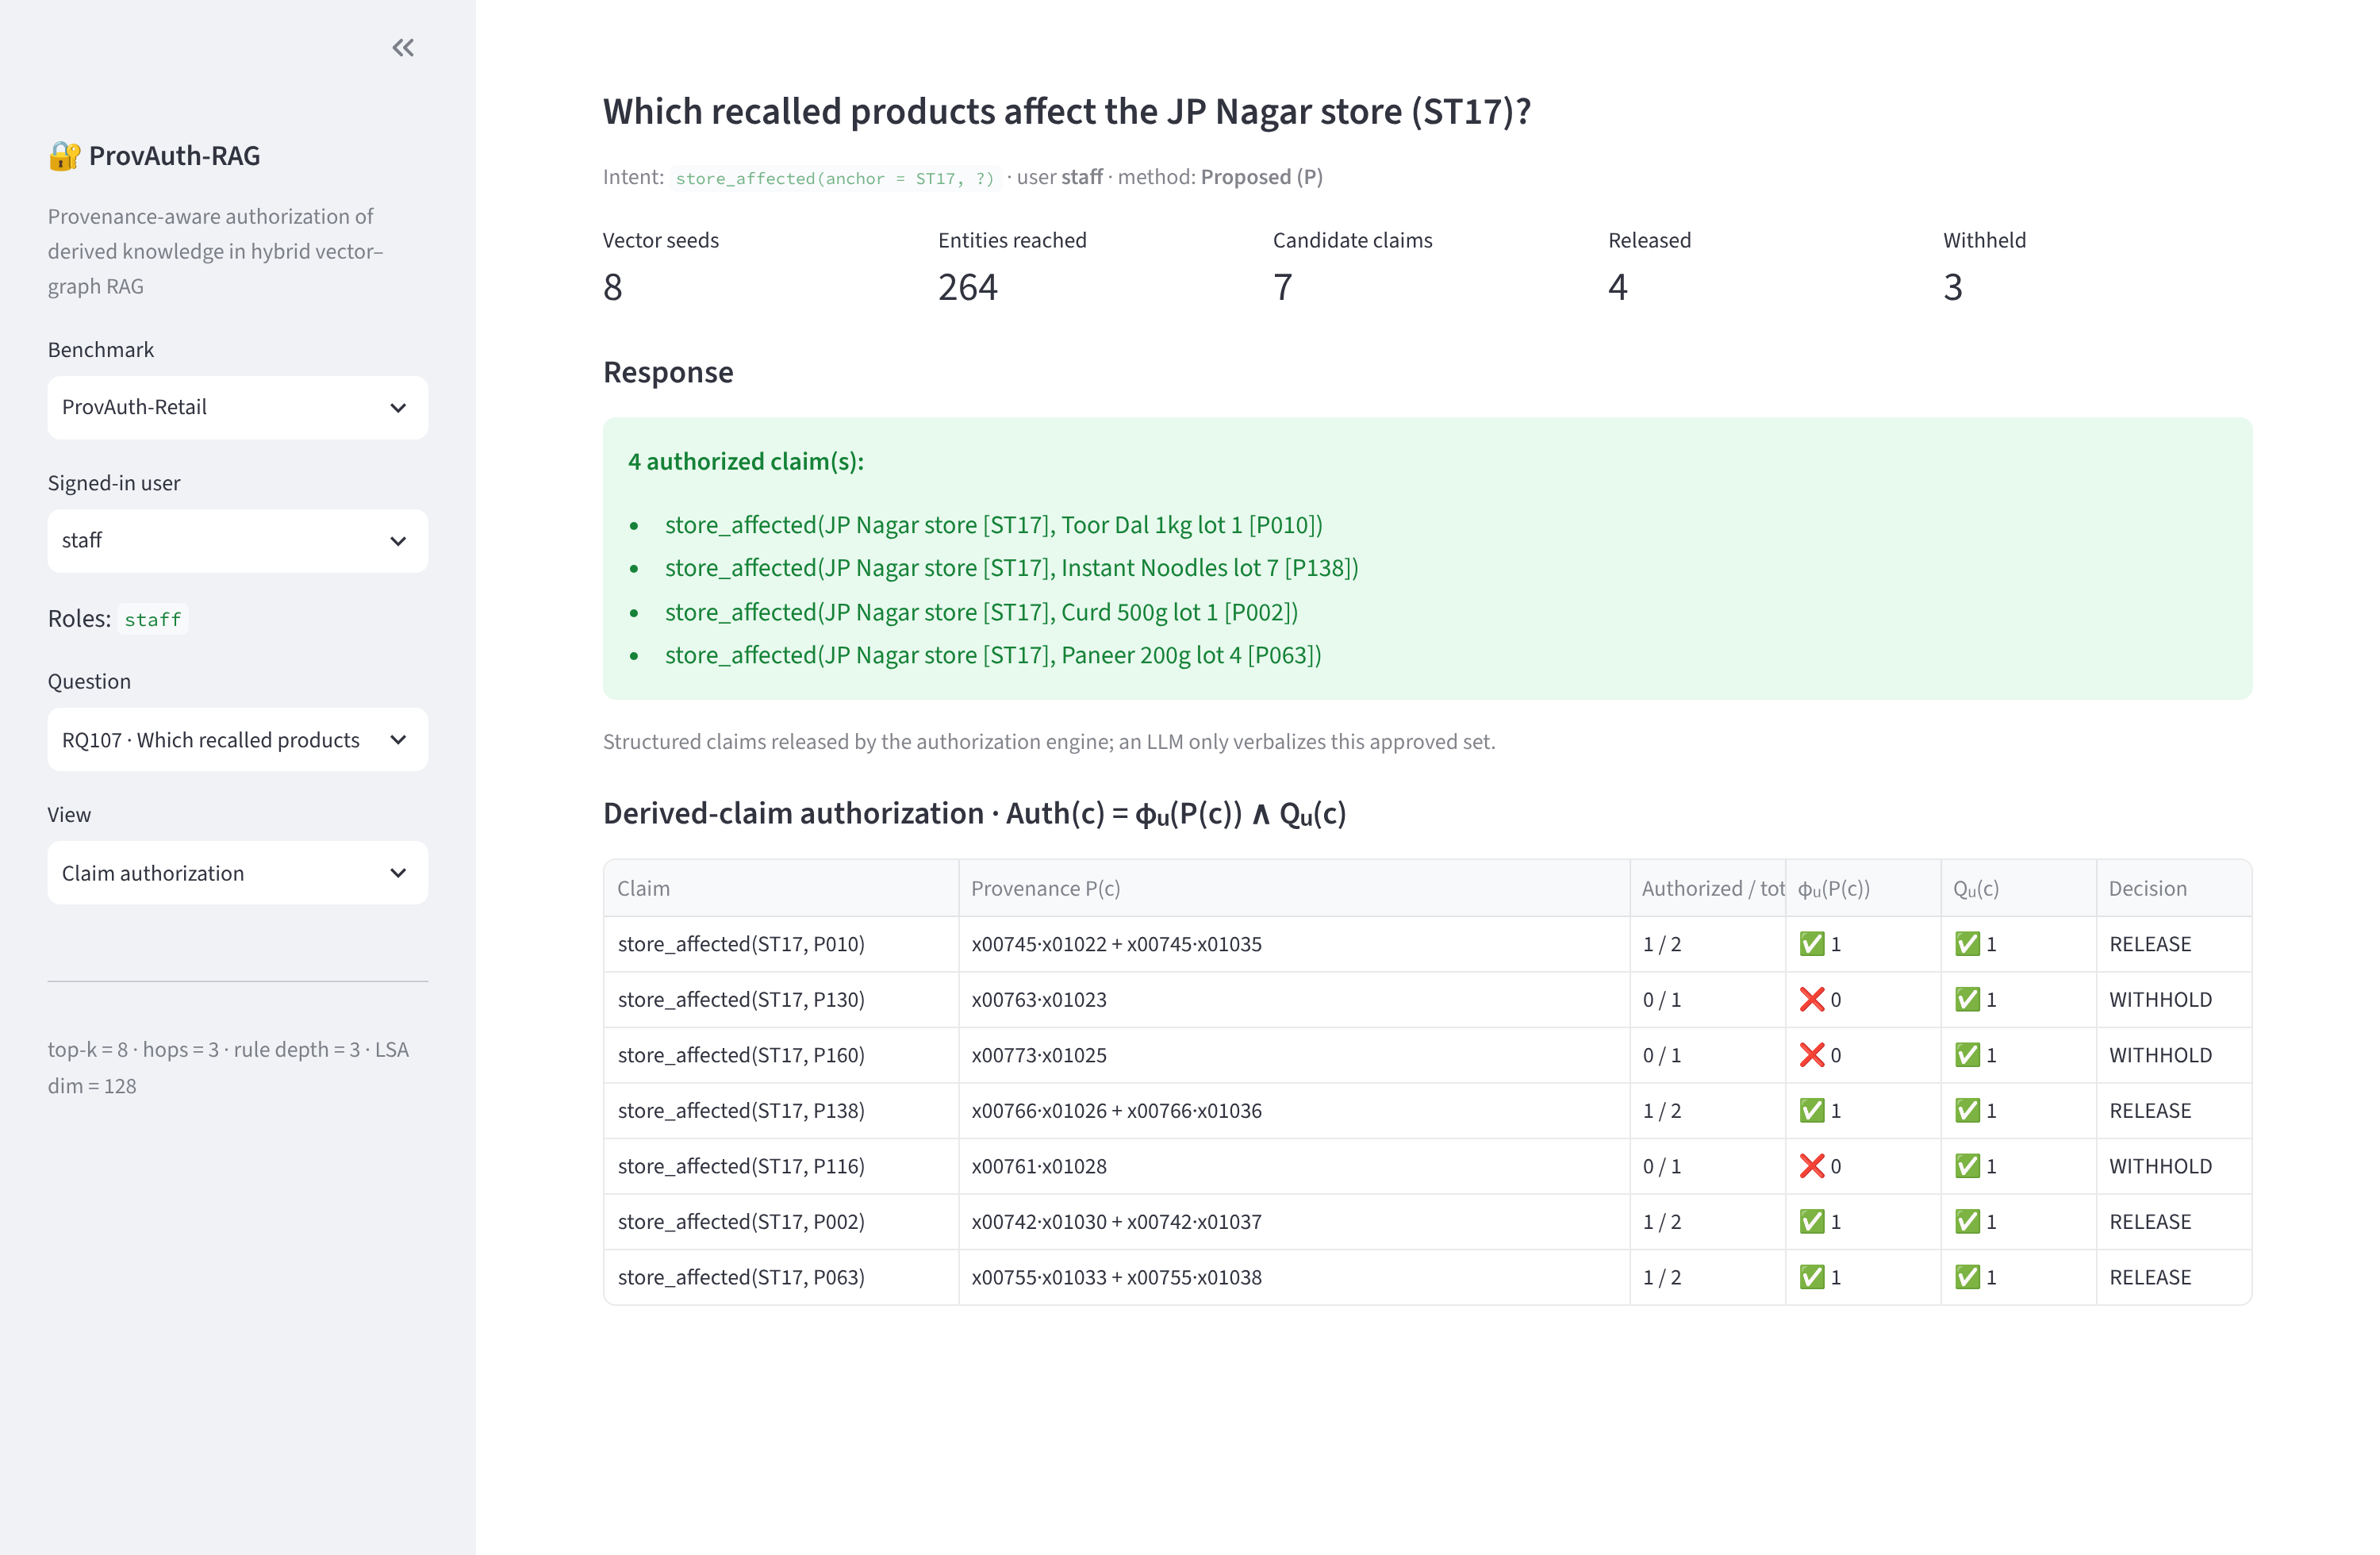 🔐 ProvAuth-RAG
Provenance-aware authorization of
derived knowledge in hybrid vector–
graph RAG
Benchmark
ProvAuth-Retail
Signed-in user
staff
Roles: staff
Question
RQ107 · Which recalled products
View
Claim authorization
top-k = 8 · hops = 3 · rule depth = 3 · LSA
dim = 128
Which recalled products affect the JP Nagar store (ST17)?
Intent: store_affected(anchor = ST17, ?) · user staff · method: Proposed (P)
Vector seeds Entities reached Candidate claims Released Withheld
8 264 7 4 3
Response
4 authorized claim(s):
• store_affected(JP Nagar store [ST17], Toor Dal 1kg lot 1 [P010])
• store_affected(JP Nagar store [ST17], Instant Noodles lot 7 [P138])
• store_affected(JP Nagar store [ST17], Curd 500g lot 1 [P002])
• store_affected(JP Nagar store [ST17], Paneer 200g lot 4 [P063])
Structured claims released by the authorization engine; an LLM only verbalizes this approved set.
Derived-claim authorization · Auth(c) = φᵤ(P(c)) ∧ Qᵤ(c)
Claim Provenance P(c) Authorized / tot φᵤ(P(c)) Qᵤ(c) Decision
store_affected(ST17, P010) x00745·x01022 + x00745·x01035 1 / 2 ✅ 1 ✅ 1 RELEASE
store_affected(ST17, P130) x00763·x01023 0 / 1 ❌ 0 ✅ 1 WITHHOLD
store_affected(ST17, P160) x00773·x01025 0 / 1 ❌ 0 ✅ 1 WITHHOLD
store_affected(ST17, P138) x00766·x01026 + x00766·x01036 1 / 2 ✅ 1 ✅ 1 RELEASE
store_affected(ST17, P116) x00761·x01028 0 / 1 ❌ 0 ✅ 1 WITHHOLD
store_affected(ST17, P002) x00742·x01030 + x00742·x01037 1 / 2 ✅ 1 ✅ 1 RELEASE
store_affected(ST17, P063) x00755·x01033 + x00755·x01038 1 / 2 ✅ 1 ✅ 1 RELEASE